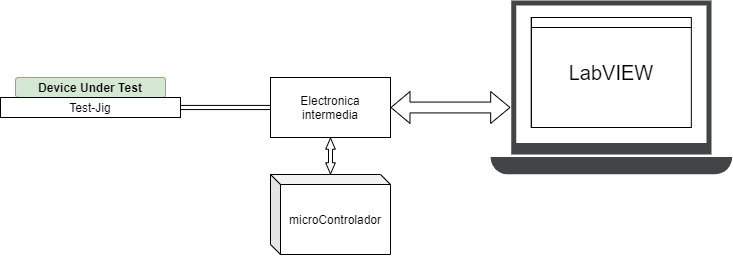 Device Under Test
Test-Jig
Electronica
intermedia
LabVIEW
microControlador